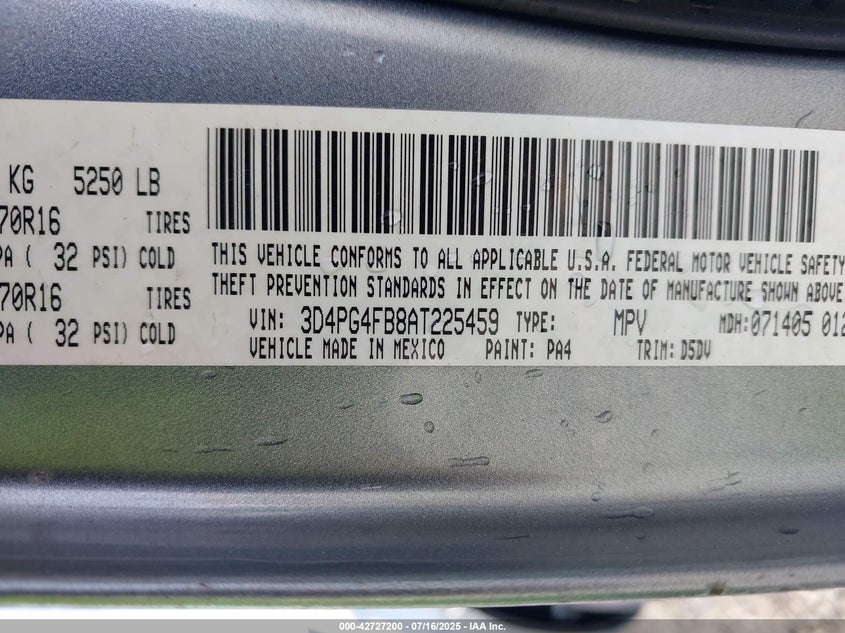 KG 5250 LB
70R16 TIRES
PA ( 32 PSI) COLD
70R16 TIRES
PA ( 32 PSI) COLD
THIS VEHICLE CONFORMS TO ALL APPLICABLE U.S.A. FEDERAL MOTOR VEHICLE SAFETY
THEFT PREVENTION STANDARDS IN EFFECT ON THE DATE OF MANUFACTURE SHOWN ABOVE
VIN: 3D4PG4FB8AT225459 TYPE: MPV MDH: 071405 012
VEHICLE MADE IN MEXICO PAINT: PA4 TRIM: D5DV
000-42727200 - 07/16/2025 - IAA Inc.